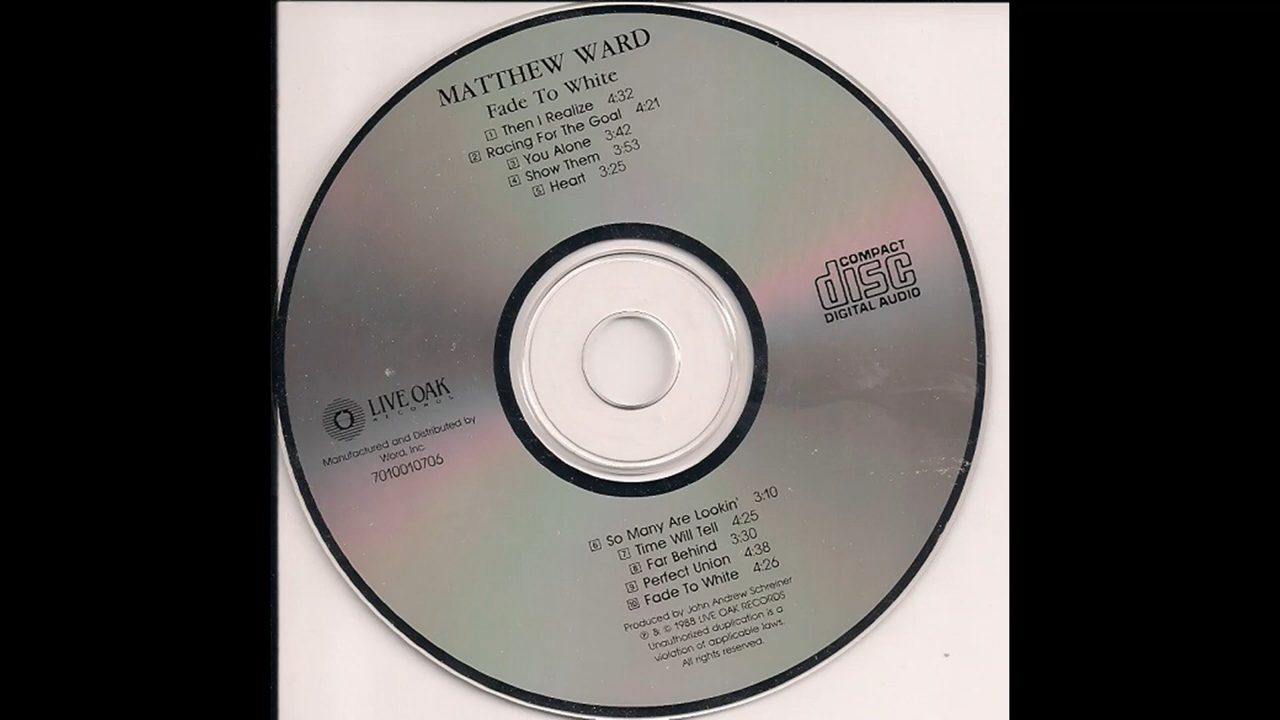 MATTHEW WARD
Fade To White
1 Then I Realize 4:32
2 Racing For The Goal 4:21
3 You Alone 3:42
4 Show Them 3:53
5 Heart 3:25
COMPACT
disc
DIGITAL AUDIO
LIVE OAK
RECORDS
Manufactured and Distributed by
Word, Inc.
7010010706
6 So Many Are Lookin' 3:10
7 Time Will Tell 4:25
8 Far Behind 3:30
9 Perfect Union 4:38
10 Fade To White 4:26
Produced by John Andrew Schreiner
℗ & © 1988 LIVE OAK RECORDS
Unauthorized duplication is a
violation of applicable laws.
All rights reserved.